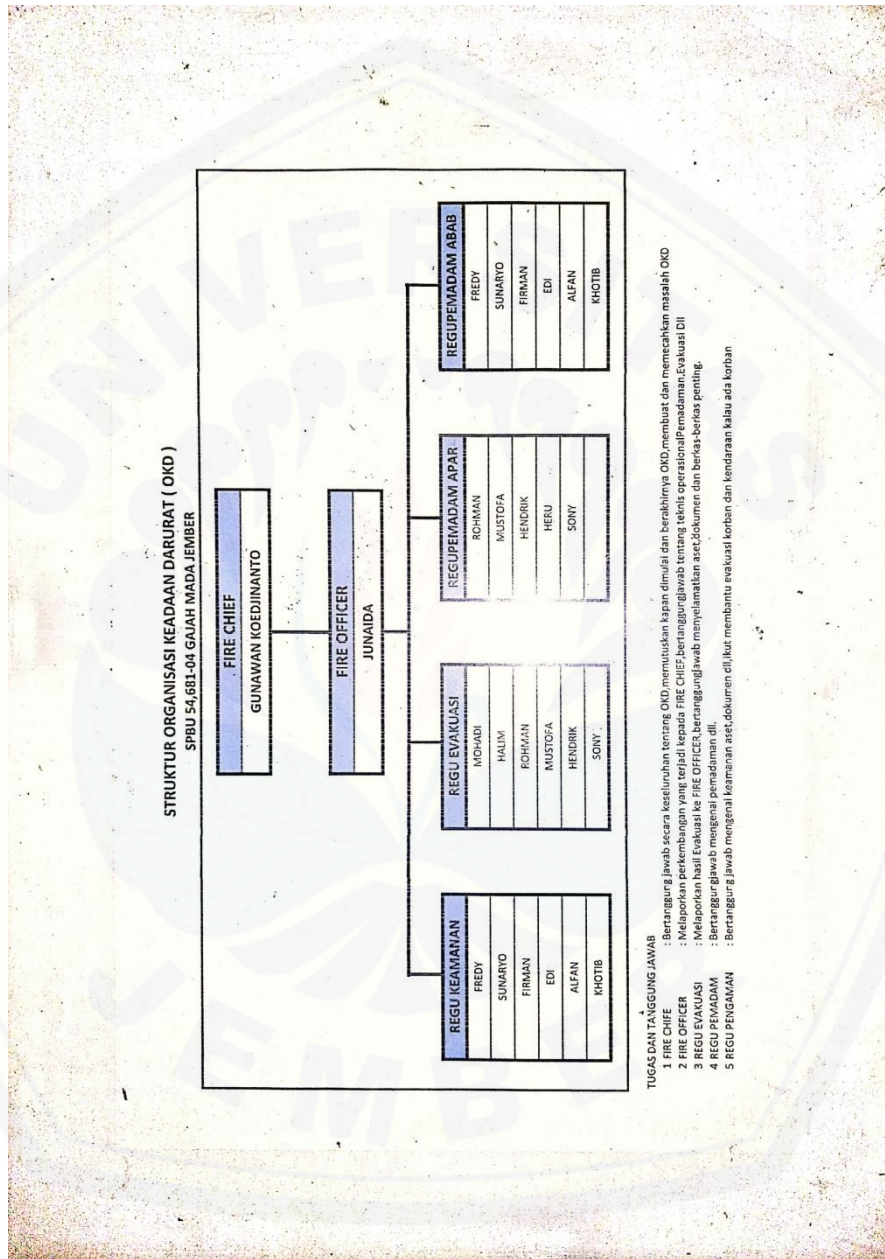 STRUKTUR ORGANISASI KEADAAN DARURAT ( OKD )
SPBU 54,681-04 GAJAH MADA JEMBER
FIRE CHIEF
GUNAWAN KOEDJINANTO
FIRE OFFICER
JUNAIDA
REGU KEAMANAN
FREDY
SUNARYO
FIRMAN
EDI
ALFAN
KHOTIB
REGU EVAKUASI
MOHADI
HALIM
ROHMAN
MUSTOFA
HENDRIK
SONY
REGUPEMADAM APAR
ROHMAN
MUSTOFA
HENDRIK
HERU
SONY
REGUPEMADAM ABAB
FREDY
SUNARYO
FIRMAN
EDI
ALFAN
KHOTIB
TUGAS DAN TANGGUNG JAWAB
1 FIRE CHIFE : Bertanggung jawab secara keseluruhan tentang OKD,memutuskan kapan dimulai dan berakhirnya OKD,membuat dan memecahkan masalah OKD
2 FIRE OFFICER : Melaporkan perkembangan yang terjadi kepada FIRE CHIEF,bertanggungjawab tentang teknis operasionalPemadaman,Evakuasi Dll
3 REGU EVAKUASI : Melaporkan hasil Evakuasi ke FIRE OFFICER,bertanggungjawab menyelamatkan aset,dokumen dan berkas-berkas penting.
4 REGU PEMADAM : Bertanggungjawab mengenai pemadaman dll.
5 REGU PENGAMAN : Bertanggung jawab mengenai keamanan aset,dokumen dll,Ikut membantu evakuasi korban dan kendaraan kalau ada korban
UNIVERSITAS
JEMBER